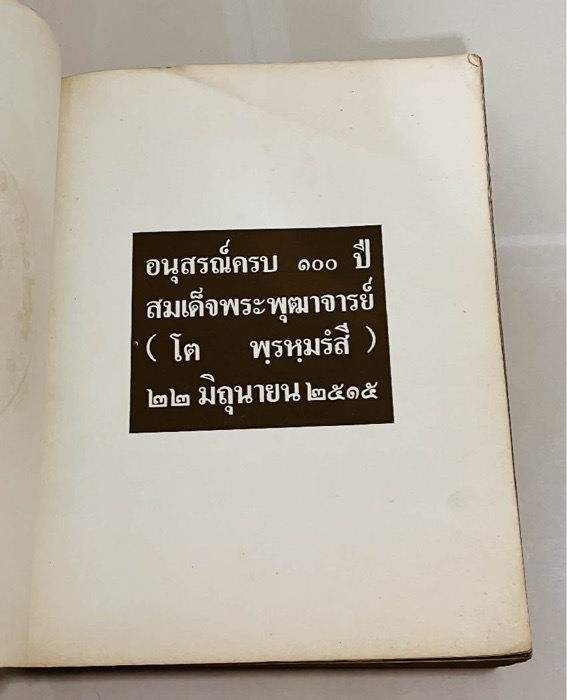 อนุสรณ์ครบ ๑๐๐ ปี
สมเด็จพระพุฒาจารย์
( โต พฺรหฺมรํสี )
๒๒ มิถุนายน ๒๕๑๕